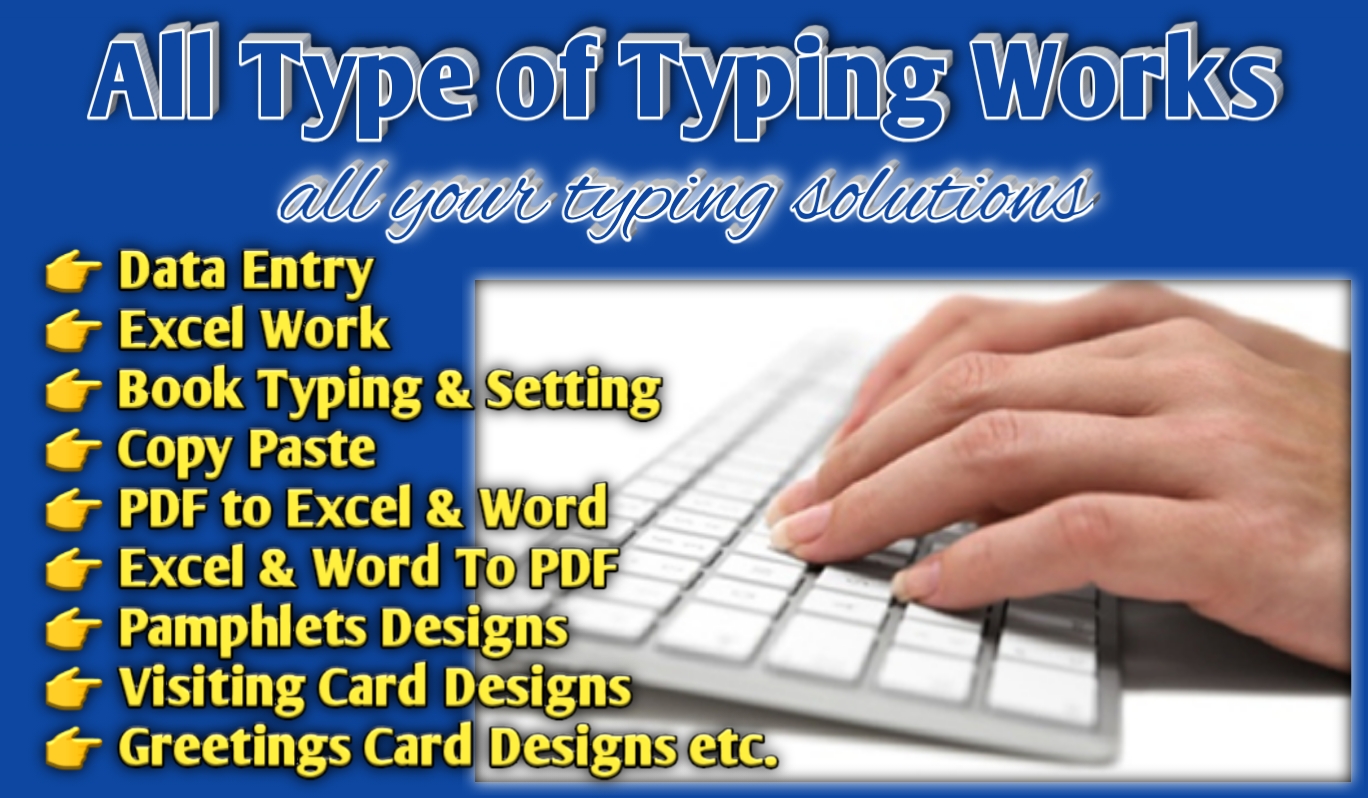 All Type of Typing Works
all your typing solutions
👉 Data Entry
👉 Excel Work
👉 Book Typing & Setting
👉 Copy Paste
👉 PDF to Excel & Word
👉 Excel & Word To PDF
👉 Pamphlets Designs
👉 Visiting Card Designs
👉 Greetings Card Designs etc.